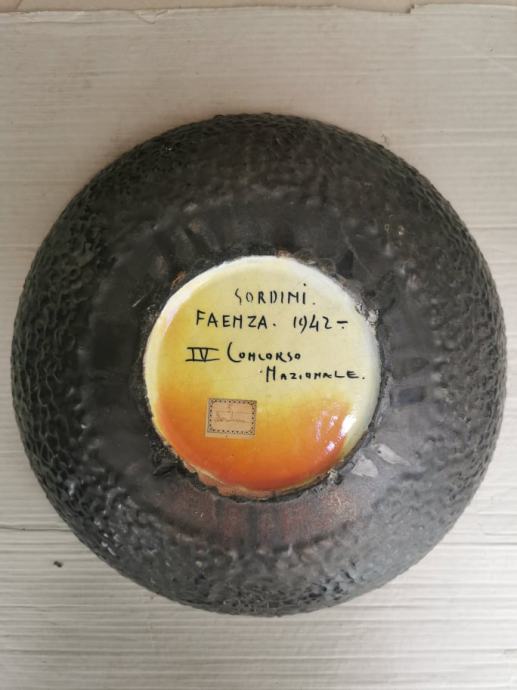 SORDINI.
FAENZA. 1942-
IV CONCORSO
NAZIONALE.